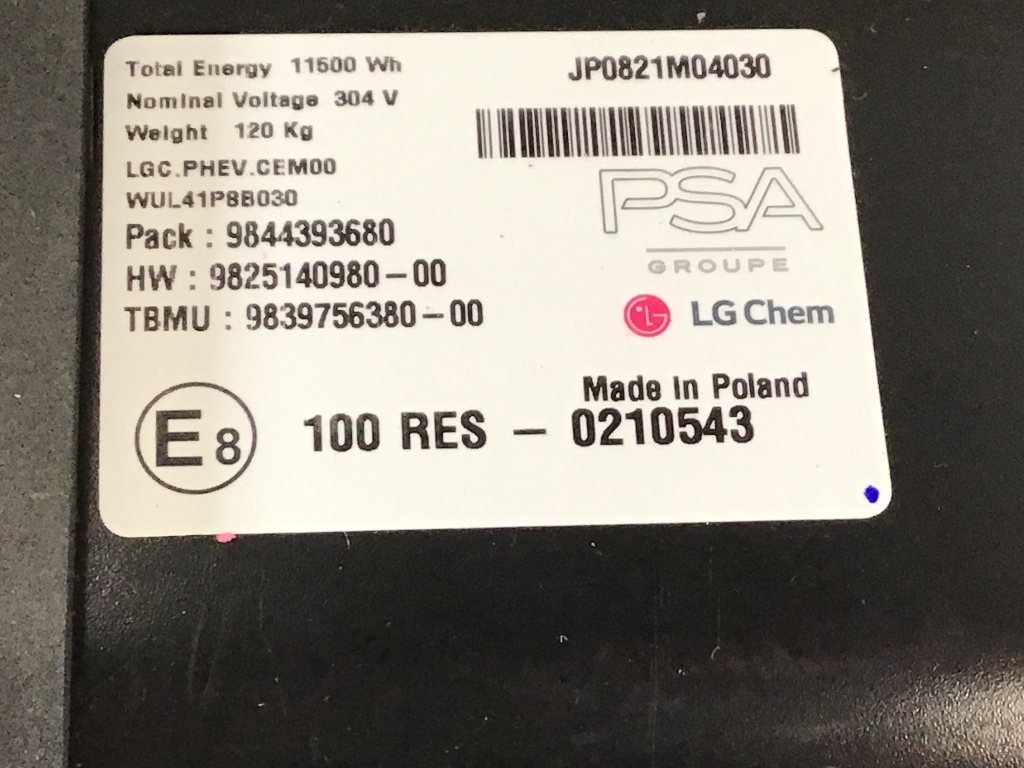 Total Energy 11500 Wh
JP0821M04030
Nominal Voltage 304 V
Weight 120 Kg
LGC.PHEV.CEM00
WUL41P8B030
Pack : 9844393680
HW : 9825140980-00
TBMU : 9839756380-00
PSA
GROUPE
LG Chem
Made In Poland
E8 100 RES - 0210543